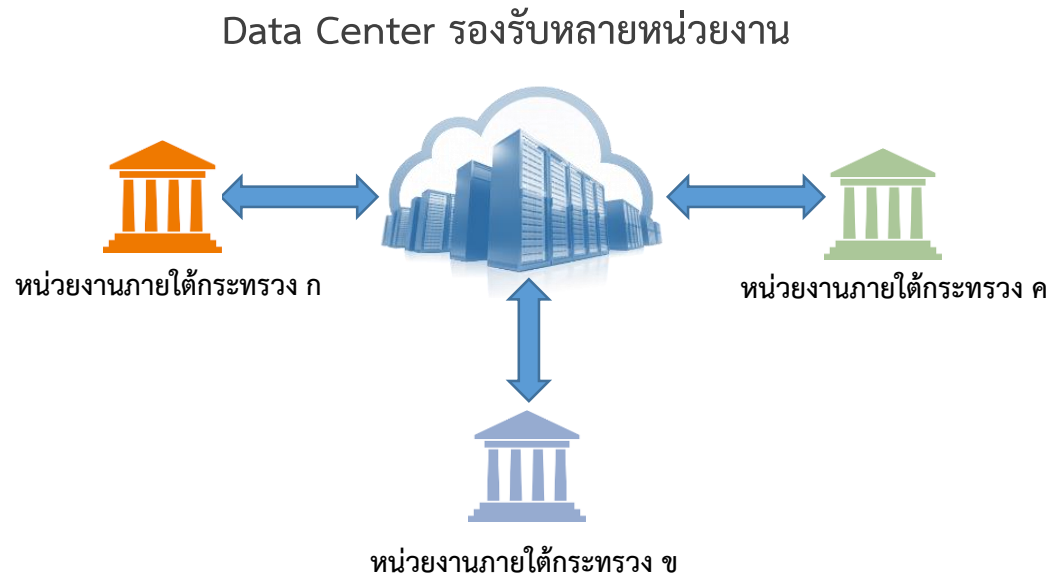 Data Center รองรับหลายหน่วยงาน
หน่วยงานภายใต้กระทรวง ก
หน่วยงานภายใต้กระทรวง ค
หน่วยงานภายใต้กระทรวง ข